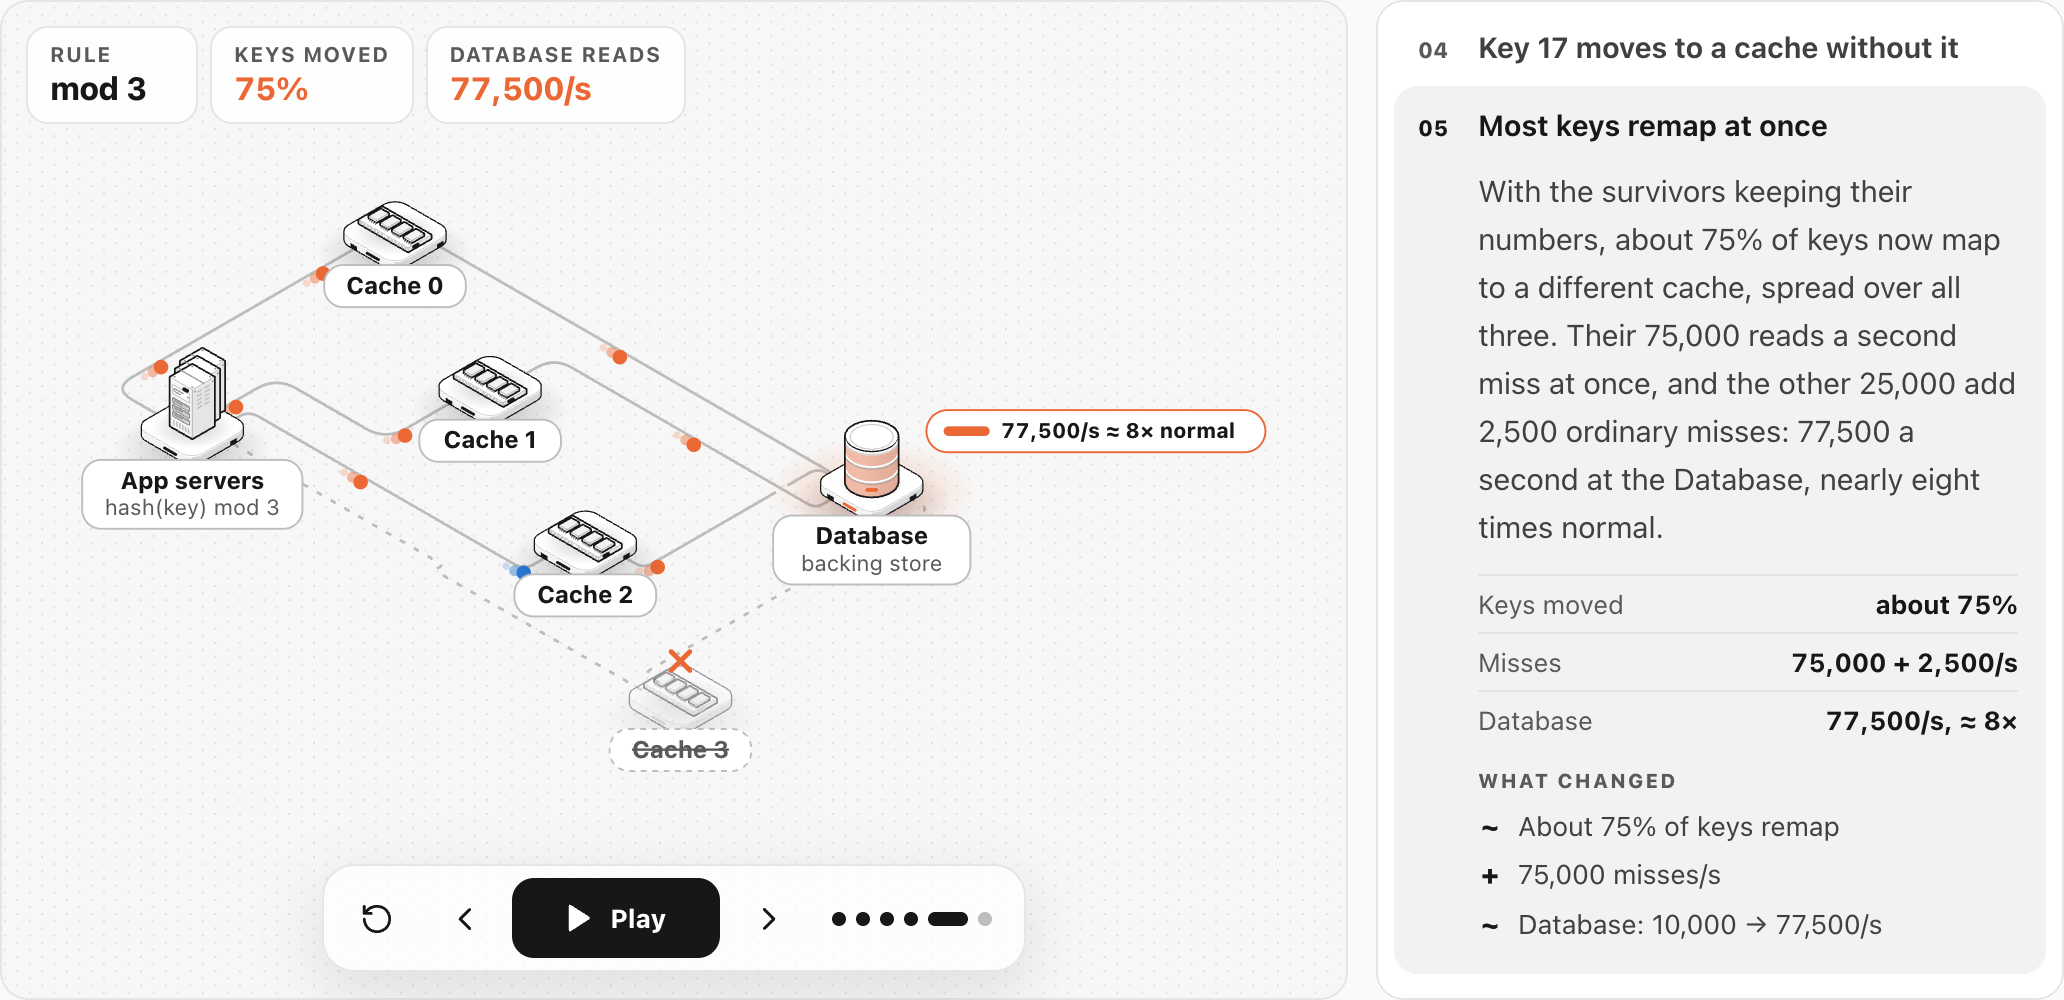 RULE
mod 3
KEYS MOVED
75%
DATABASE READS
77,500/s
Cache 0
Cache 1
App servers
hash(key) mod 3
77,500/s ≈ 8× normal
Database
backing store
Cache 2
Cache 3
Play
04 Key 17 moves to a cache without it
05 Most keys remap at once
With the survivors keeping their
numbers, about 75% of keys now map
to a different cache, spread over all
three. Their 75,000 reads a second
miss at once, and the other 25,000 add
2,500 ordinary misses: 77,500 a
second at the Database, nearly eight
times normal.
Keys moved about 75%
Misses 75,000 + 2,500/s
Database 77,500/s, ≈ 8×
WHAT CHANGED
~ About 75% of keys remap
+ 75,000 misses/s
~ Database: 10,000 → 77,500/s